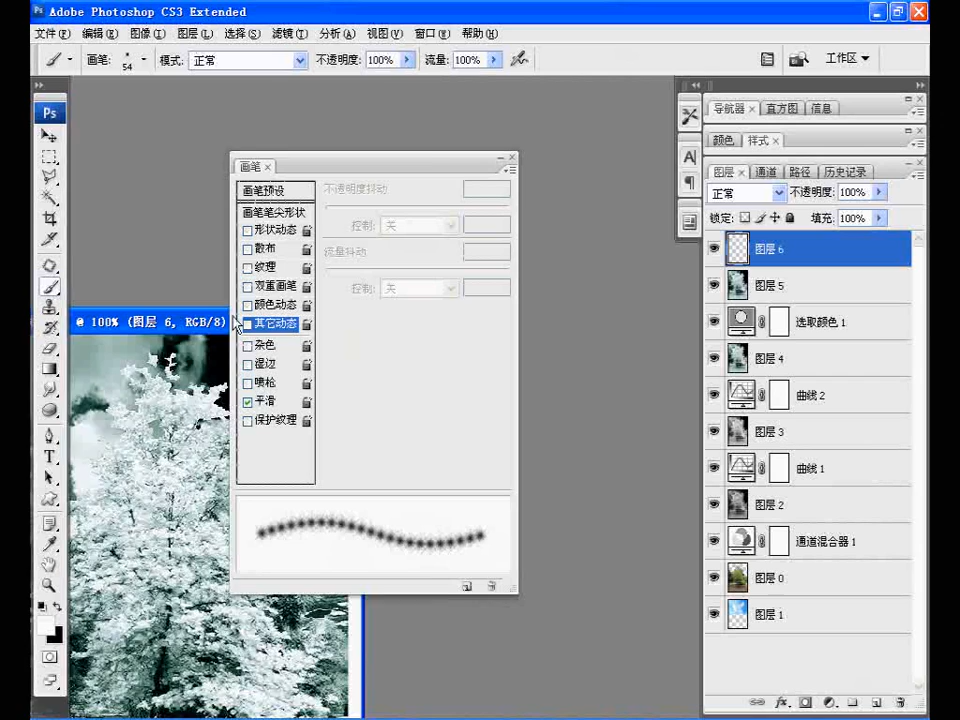 Adobe Photoshop CS3 Extended
文件(F) 编辑(E) 图像(I) 图层(L) 选择(S) 滤镜(T) 分析(A) 视图(V) 窗口(W) 帮助(H)
画笔: 54 模式: 正常 不透明度: 100% 流量: 100% 工作区
Ps
导航器 × 直方图 信息
颜色 样式 ×
图层 × 通道 路径 历史记录
正常 不透明度: 100%
锁定: 填充: 100%
图层 6
图层 5
选取颜色 1
图层 4
曲线 2
图层 3
曲线 1
图层 2
通道混合器 1
图层 0
图层 1
画笔 ×
画笔预设
画笔笔尖形状
形状动态
散布
纹理
双重画笔
颜色动态
其它动态
杂色
湿边
喷枪
平滑
保护纹理
不透明度抖动
控制: 关
流量抖动
控制: 关
@ 100% (图层 6, RGB/8)
T
A